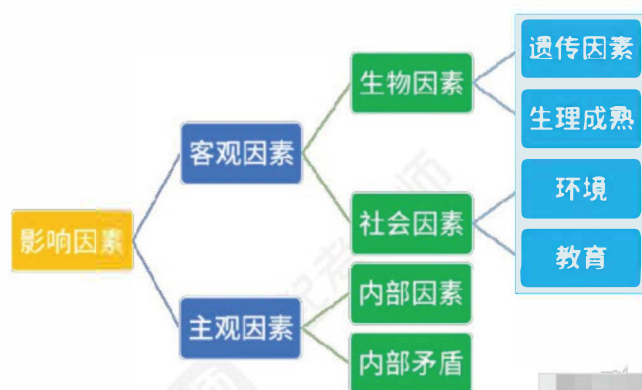 影响因素
客观因素
生物因素
遗传因素
生理成熟
社会因素
环境
教育
主观因素
内部因素
内部矛盾